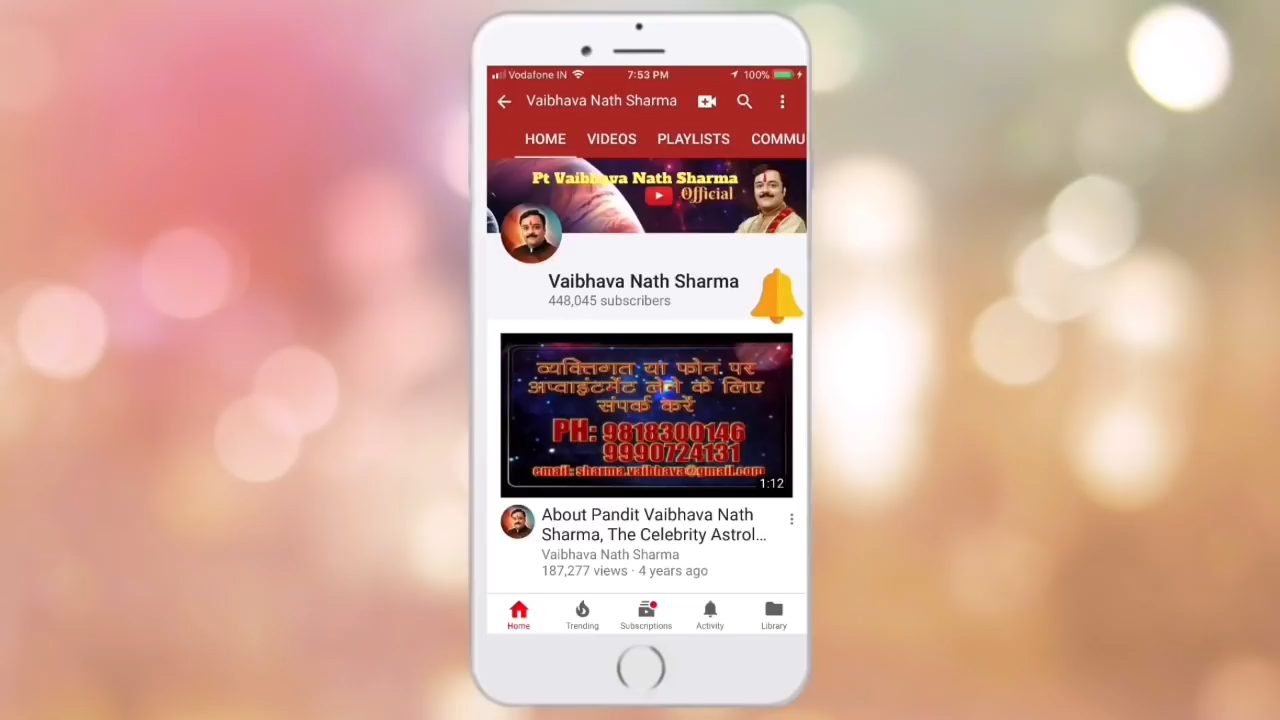 Vodafone IN 7:53 PM 100%
Vaibhava Nath Sharma
HOME VIDEOS PLAYLISTS COMMU
Pt Vaibhava Nath Sharma
Official
Vaibhava Nath Sharma
448,045 subscribers
व्यक्तिगत या फोन पर
अप्वाइंटमेंट लेने के लिए
संपर्क करें
PH: 9818300146
9990724131
email: sharma.vaibhava@gmail.com
1:12
About Pandit Vaibhava Nath
Sharma, The Celebrity Astrol...
Vaibhava Nath Sharma
187,277 views · 4 years ago
Home Trending Subscriptions Activity Library